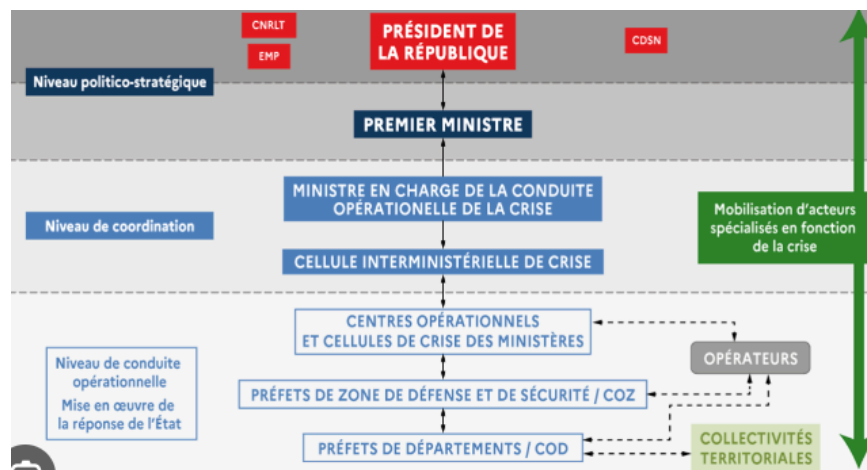 CNRLT
EMP
PRÉSIDENT DE
LA RÉPUBLIQUE
CDSN
Niveau politico-stratégique
PREMIER MINISTRE
MINISTRE EN CHARGE DE LA CONDUITE
OPÉRATIONELLE DE LA CRISE
Niveau de coordination
Mobilisation d'acteurs
spécialisés en fonction
de la crise
CELLULE INTERMINISTÉRIELLE DE CRISE
CENTRES OPÉRATIONNELS
ET CELLULES DE CRISE DES MINISTÈRES
Niveau de conduite
opérationnelle
Mise en œuvre de
la réponse de l'État
OPÉRATEURS
PRÉFETS DE ZONE DE DÉFENSE ET DE SÉCURITÉ / COZ
PRÉFETS DE DÉPARTEMENTS / COD
COLLECTIVITÉS
TERRITORIALES